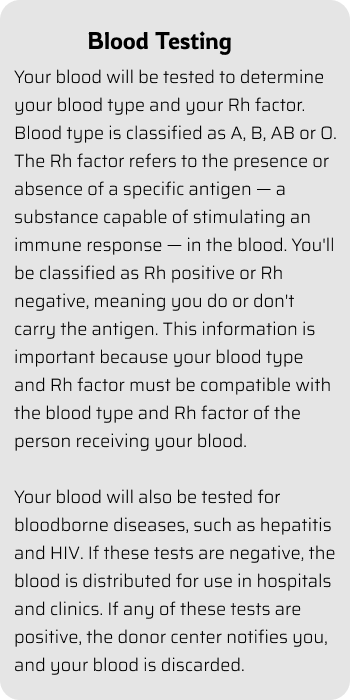 Blood Testing
Your blood will be tested to determine
your blood type and your Rh factor.
Blood type is classified as A, B, AB or O.
The Rh factor refers to the presence or
absence of a specific antigen — a
substance capable of stimulating an
immune response — in the blood. You'll
be classified as Rh positive or Rh
negative, meaning you do or don't
carry the antigen. This information is
important because your blood type
and Rh factor must be compatible with
the blood type and Rh factor of the
person receiving your blood.

Your blood will also be tested for
bloodborne diseases, such as hepatitis
and HIV. If these tests are negative, the
blood is distributed for use in hospitals
and clinics. If any of these tests are
positive, the donor center notifies you,
and your blood is discarded.